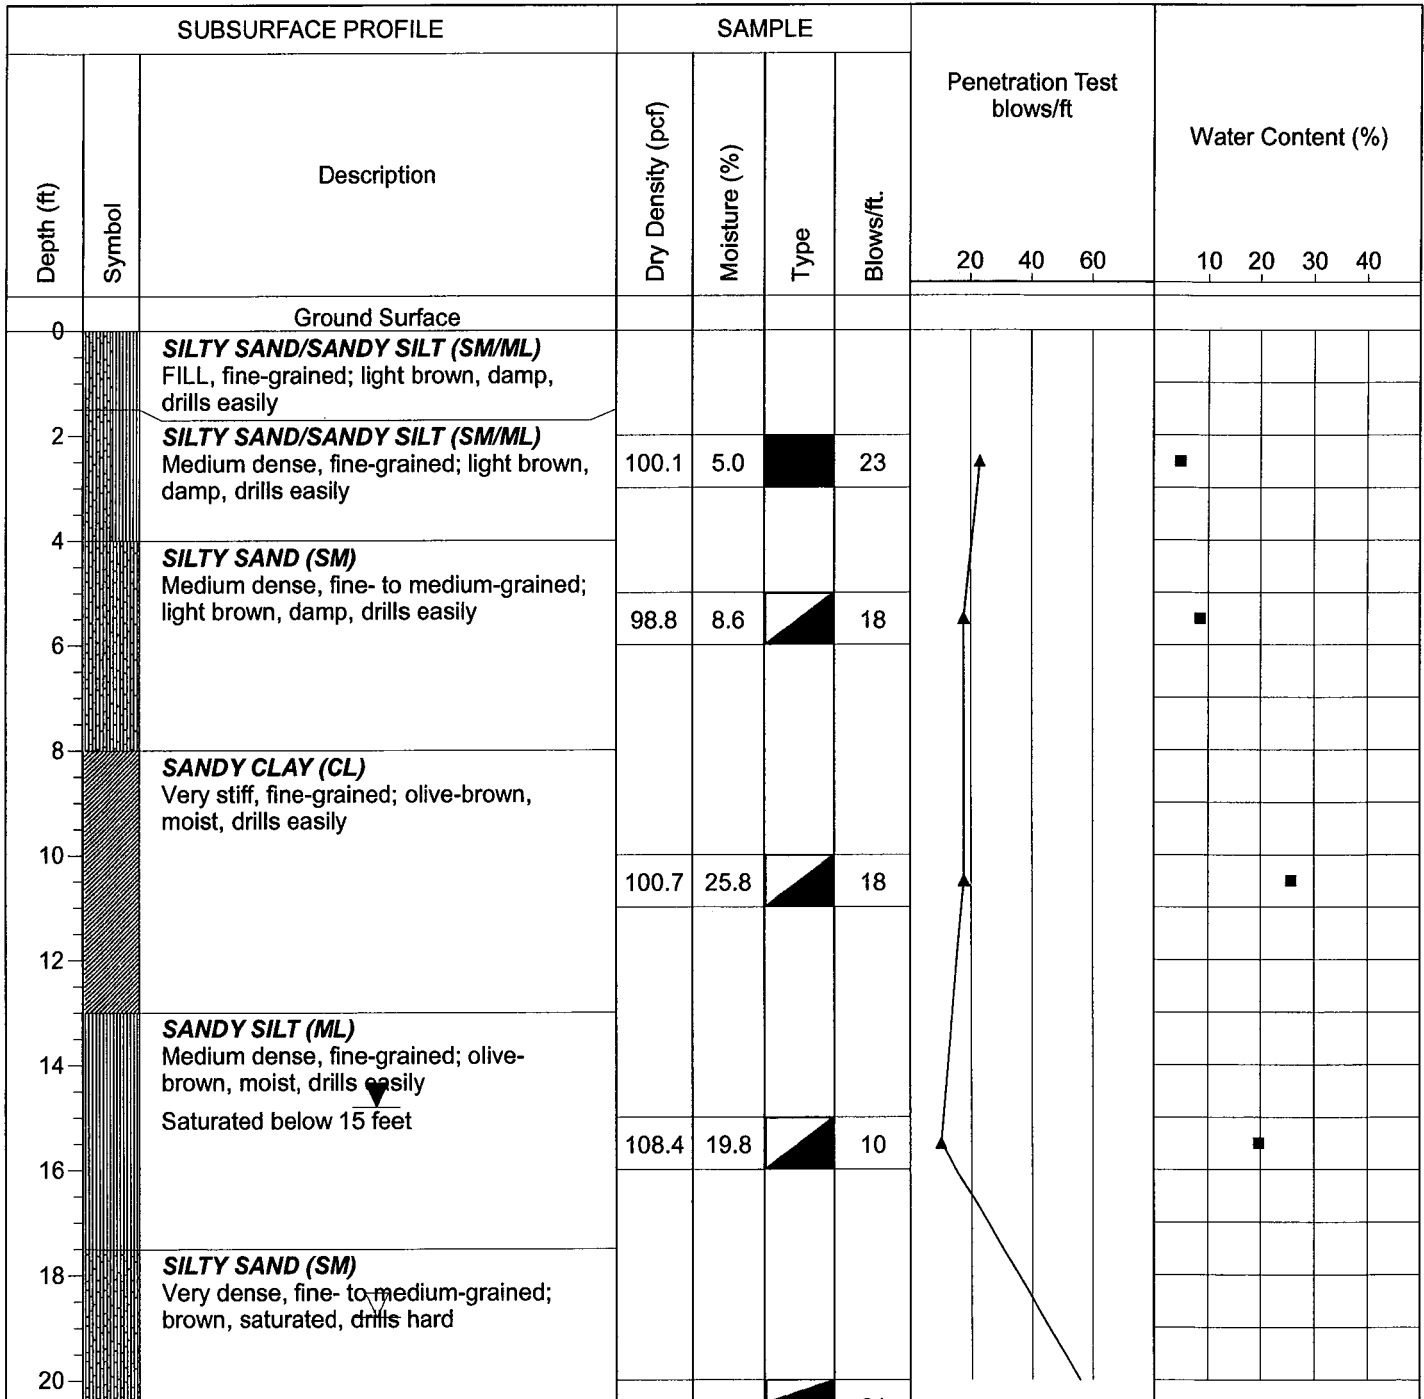 SUBSURFACE PROFILE
SAMPLE
Depth (ft)
Symbol
Description
Dry Density (pcf)
Moisture (%)
Type
Blows/ft.
Penetration Test
blows/ft
20 40 60
Water Content (%)
10 20 30 40
Ground Surface
0
SILTY SAND/SANDY SILT (SM/ML)
FILL, fine-grained; light brown, damp,
drills easily
2
SILTY SAND/SANDY SILT (SM/ML)
Medium dense, fine-grained; light brown,
damp, drills easily
100.1 5.0 23
4
SILTY SAND (SM)
Medium dense, fine- to medium-grained;
light brown, damp, drills easily
98.8 8.6 18
6
8
SANDY CLAY (CL)
Very stiff, fine-grained; olive-brown,
moist, drills easily
10
100.7 25.8 18
12
SANDY SILT (ML)
Medium dense, fine-grained; olive-
brown, moist, drills easily
14
Saturated below 15 feet
108.4 19.8 10
16
SILTY SAND (SM)
18
Very dense, fine- to medium-grained;
brown, saturated, drills hard
20